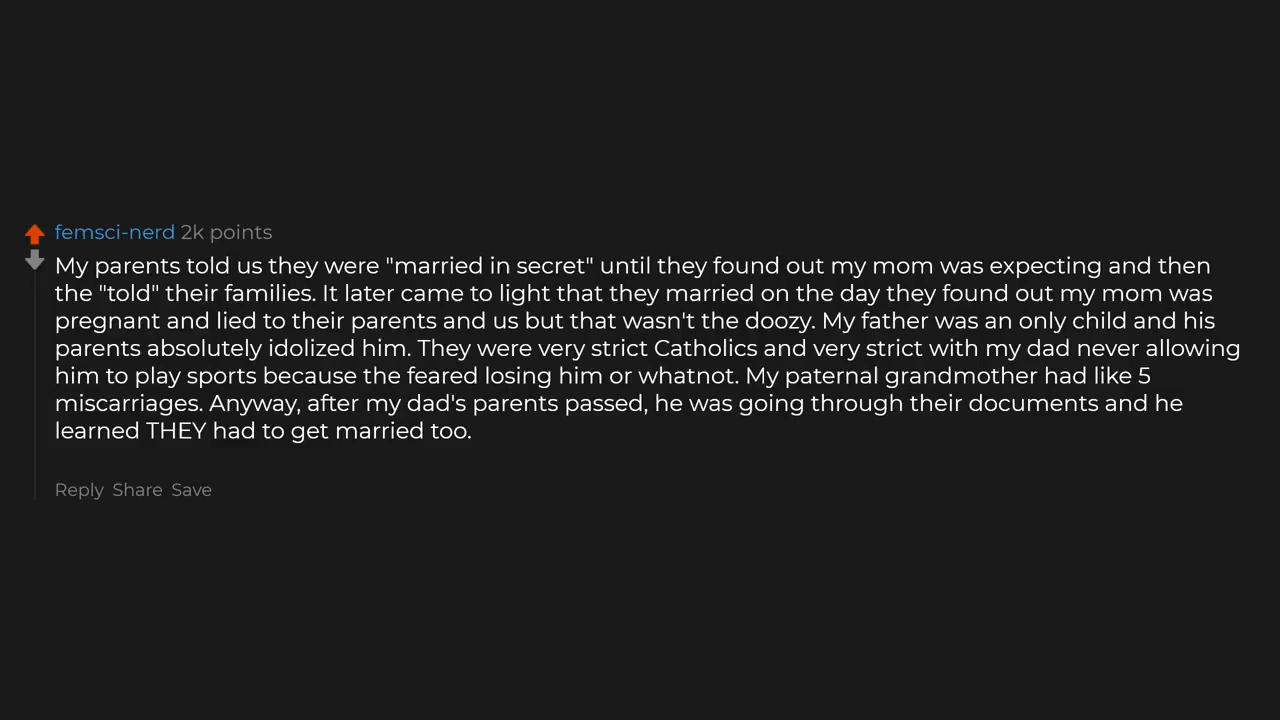 femsci-nerd 2k points
My parents told us they were "married in secret" until they found out my mom was expecting and then
the "told" their families. It later came to light that they married on the day they found out my mom was
pregnant and lied to their parents and us but that wasn't the doozy. My father was an only child and his
parents absolutely idolized him. They were very strict Catholics and very strict with my dad never allowing
him to play sports because the feared losing him or whatnot. My paternal grandmother had like 5
miscarriages. Anyway, after my dad's parents passed, he was going through their documents and he
learned THEY had to get married too.
Reply Share Save